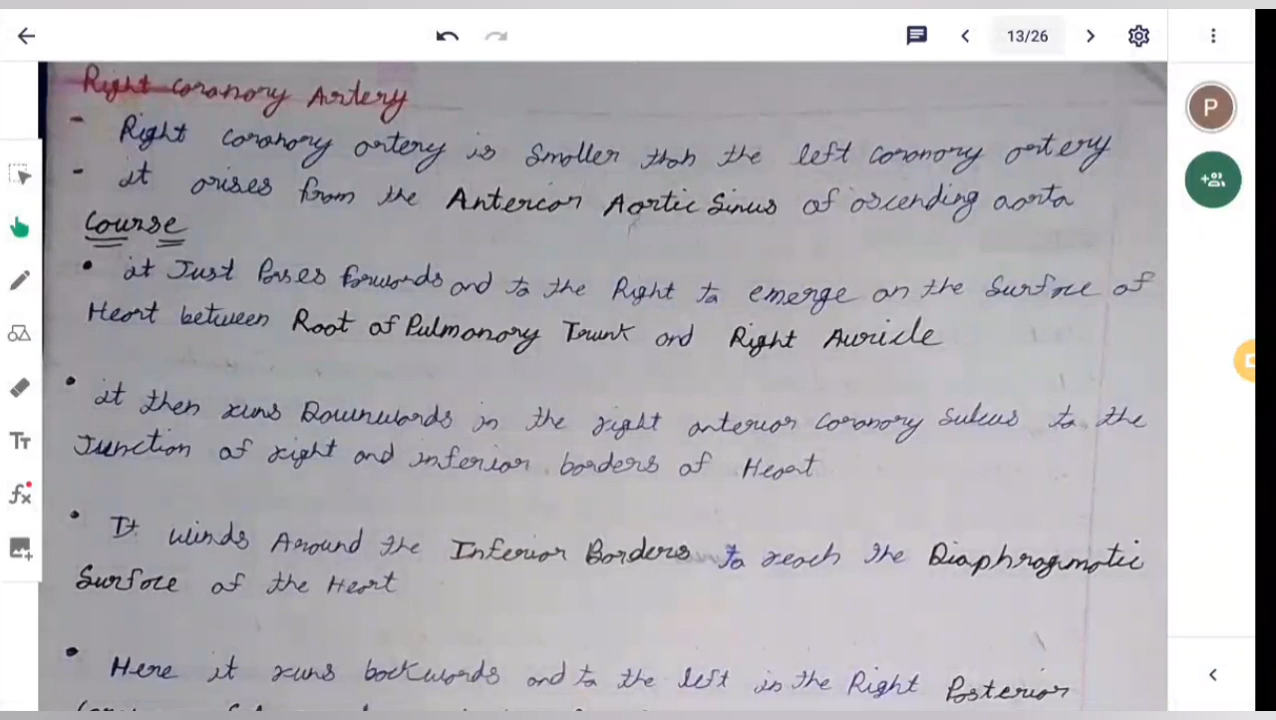 13/26
P
Right Coronory Artery
- Right Coronory artery is smaller than the left Coronory artery
- it arises from the Anterior Aortic Sinus of ascending aorta
Course
• it Just Passes forwards and to the Right to emerge on the Surface of
Heart between Root of Pulmonory Trunk and Right Auricle
• it then runs Downwards in the right anterior Coronory Sulcus to the
Junction of right and inferior borders of Heart
• It winds Around the Inferior Borders to reach the Diaphragmatic
Surface of the Heart
• Here it runs backwords and to the left in the Right Posterior
Tт
fx